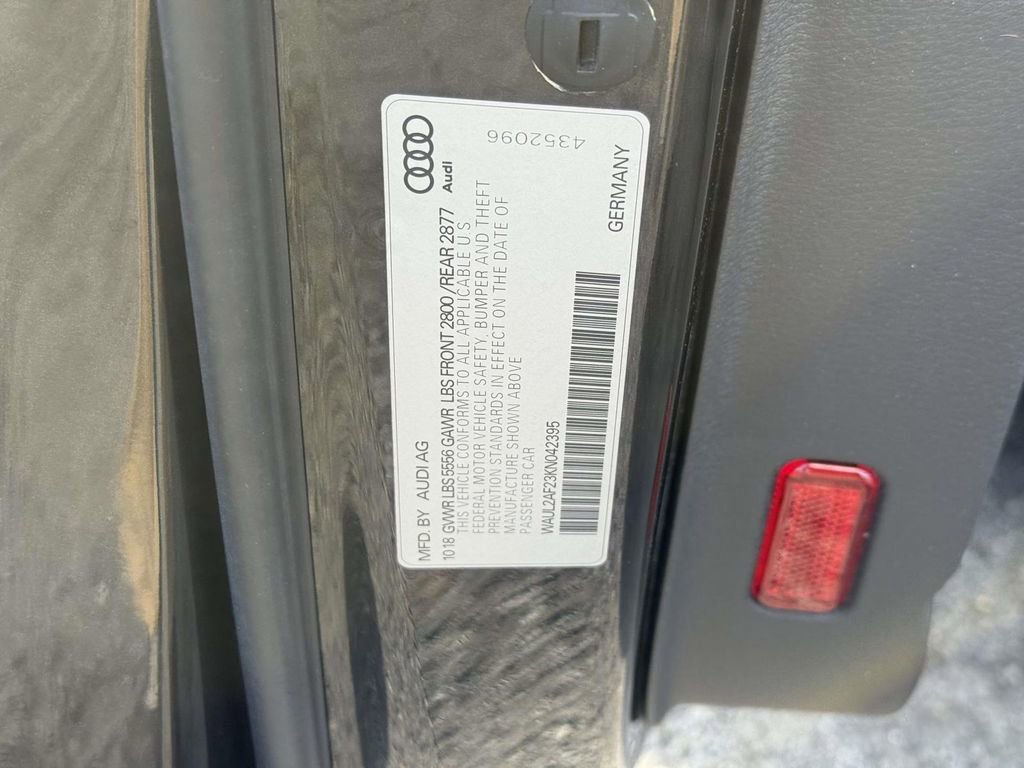 MFD.BY AUDI AG
Audi
1018 GVWR LBS 5556 GAWR LBS FRONT 2800 /REAR 2877
THIS VEHICLE CONFORMS TO ALL APPLICABLE U S
FEDERAL MOTOR VEHICLE SAFETY, BUMPER AND THEFT
PREVENTION STANDARDS IN EFFECT ON THE DATE OF
MANUFACTURE SHOWN ABOVE
PASSENGER CAR
4352096
WAUL2AF23KN042395
GERMANY